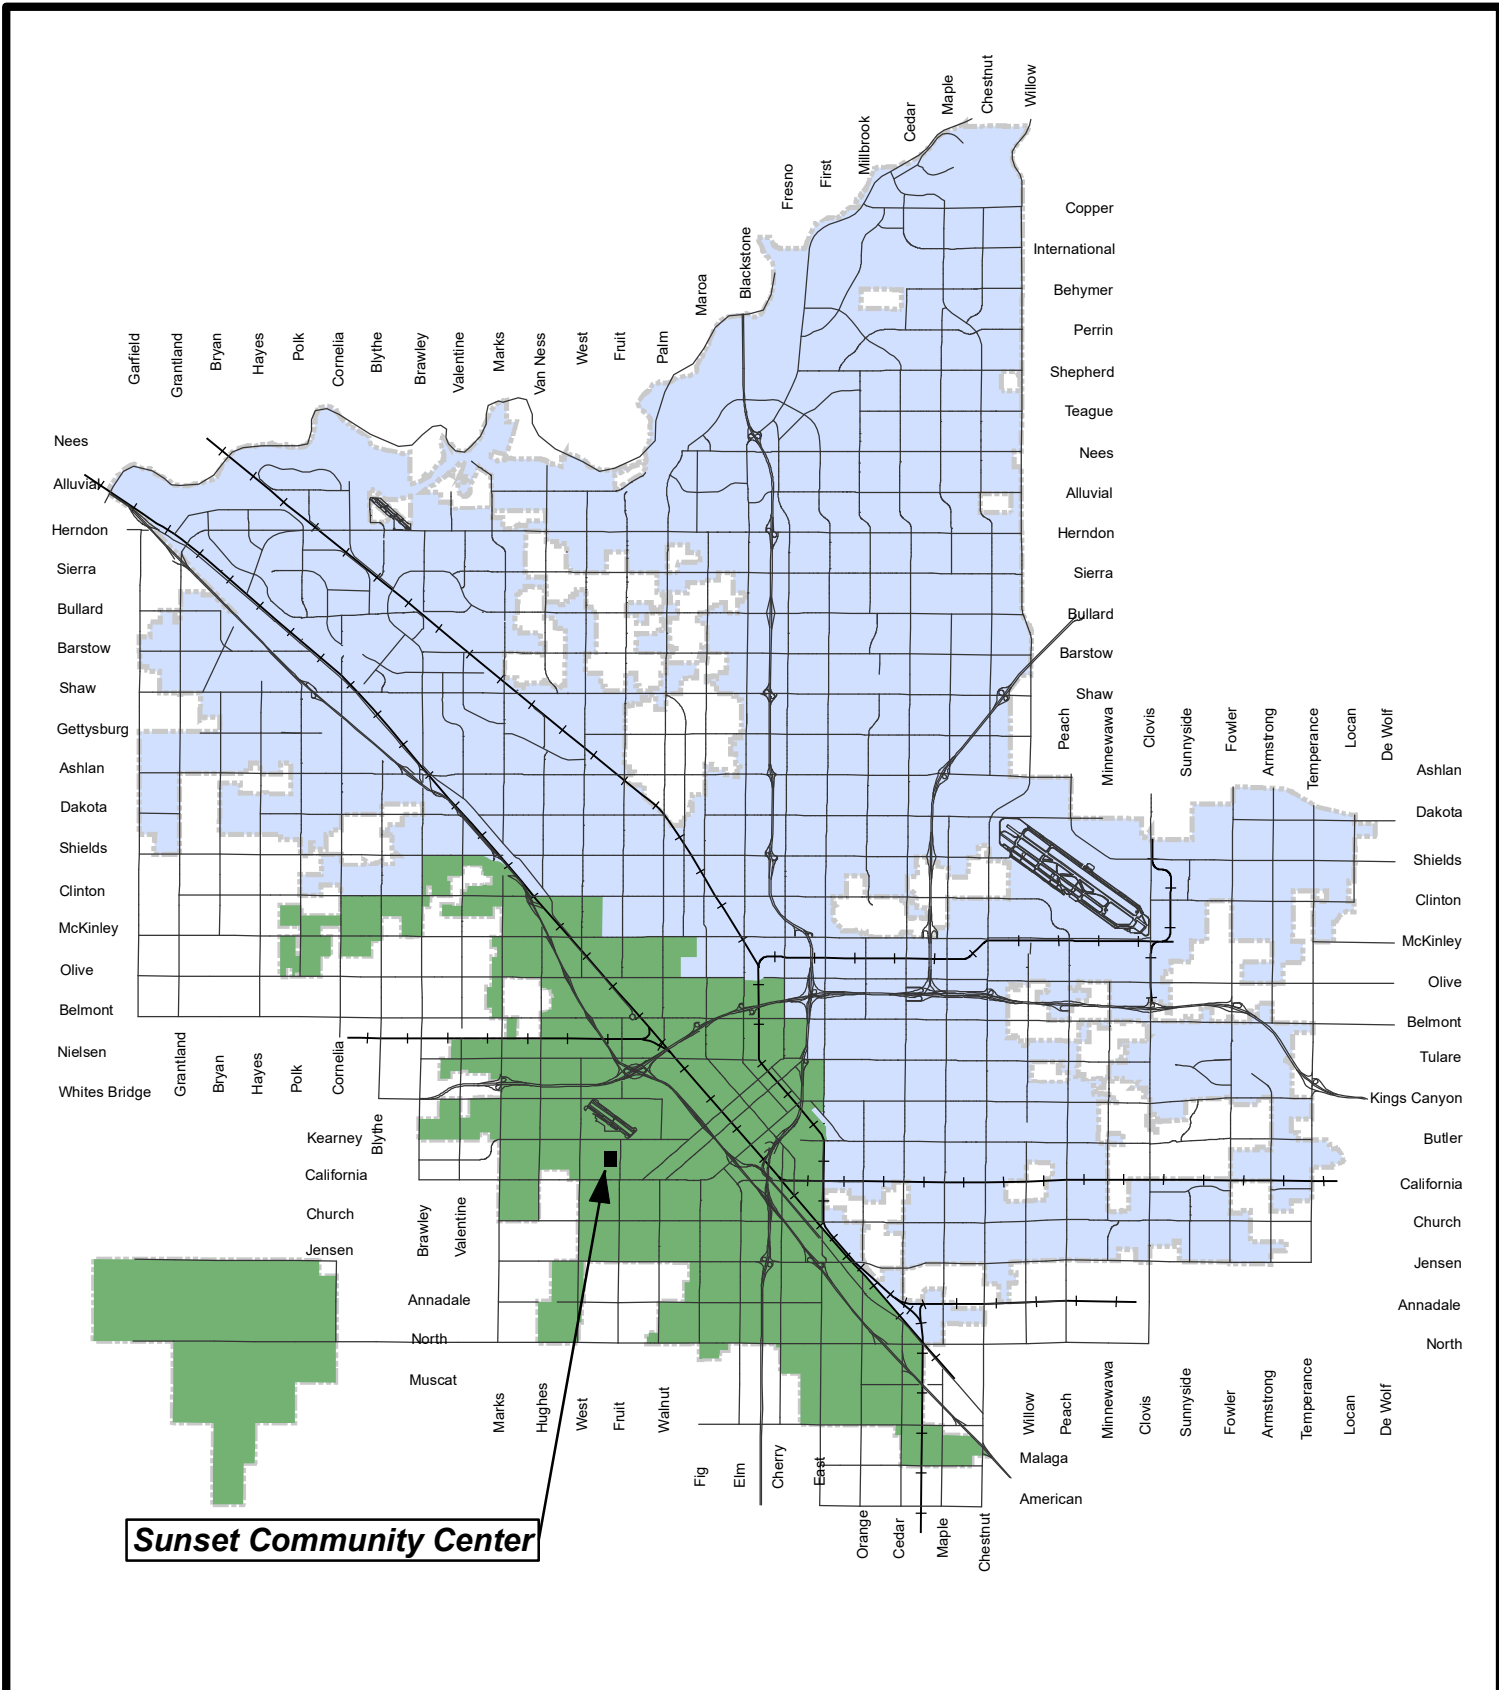 Chestnut
Willow
Maple
Cedar
Millbrook
First
Fresno
Blackstone
Maroa
Copper
International
Behymer
Perrin
Shepherd
Teague
Nees
Alluvial
Herndon
Sierra
Bullard
Barstow
Shaw
Garfield
Grantland
Bryan
Hayes
Polk
Cornelia
Blythe
Brawley
Valentine
Marks
Van Ness
West
Fruit
Palm
Nees
Alluvial
Herndon
Sierra
Bullard
Barstow
Shaw
Gettysburg
Ashlan
Dakota
Shields
Clinton
McKinley
Olive
Belmont
Nielsen
Whites Bridge
Peach
Minnewawa
Clovis
Sunnyside
Fowler
Armstrong
Temperance
Locan
De Wolf
Ashlan
Dakota
Shields
Clinton
McKinley
Olive
Belmont
Tulare
Kings Canyon
Butler
California
Church
Jensen
Annadale
North
Grantland
Bryan
Hayes
Polk
Cornelia
Blythe
Kearney
California
Church
Jensen
Brawley
Valentine
Annadale
North
Muscat
Marks
Hughes
West
Fruit
Walnut
Fig
Elm
Cherry
East
Orange
Cedar
Maple
Chestnut
Willow
Peach
Minnewawa
Clovis
Sunnyside
Fowler
Armstrong
Temperance
Locan
De Wolf
Malaga
American
Sunset Community Center